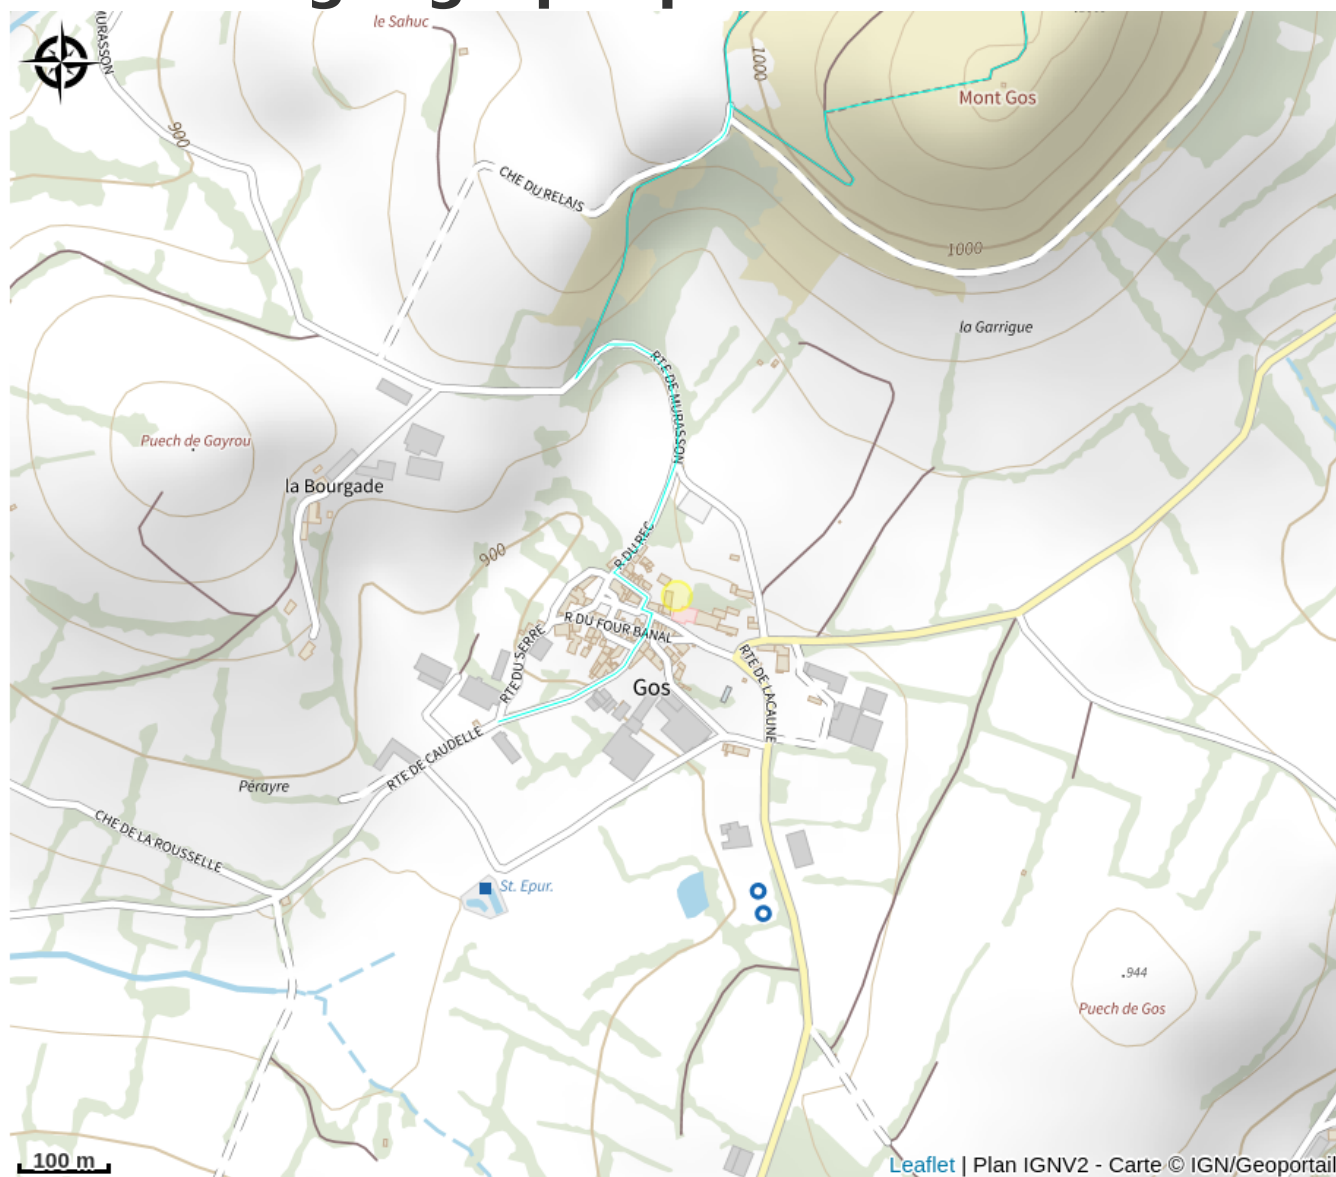 le Sahuc
MURASSON
1000
Mont Gos
900
CHE DU RELAIS
1000
la Garrigue
RTE DE MURASSON
Puech de Gayrou
la Bourgade
900
R DU REC
R DU FOUR BANAL
RTE DU SERRE
RTE DE LACAUNE
Gos
RTE DE CAUDELLE
Pérayre
CHE DE LA ROUSSELLE
St. Epur.
944
Puech de Gos
100 m
Leaflet | Plan IGNV2 - Carte © IGN/Geoportail